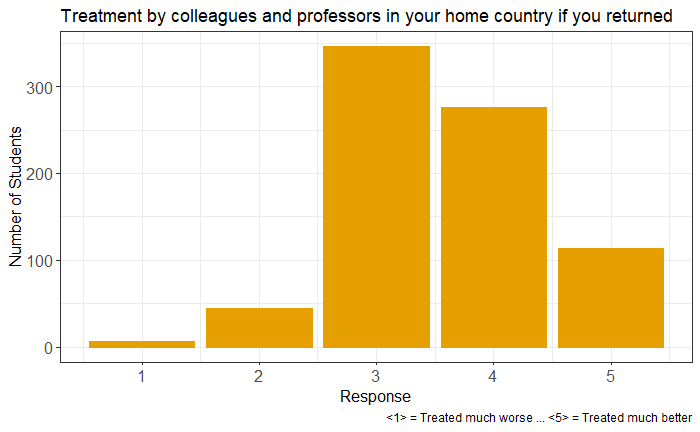 Treatment by colleagues and professors in your home country if you returned
Number of Students
300
200
100
0
1 2 3 4 5
Response
<1> = Treated much worse ... <5> = Treated much better